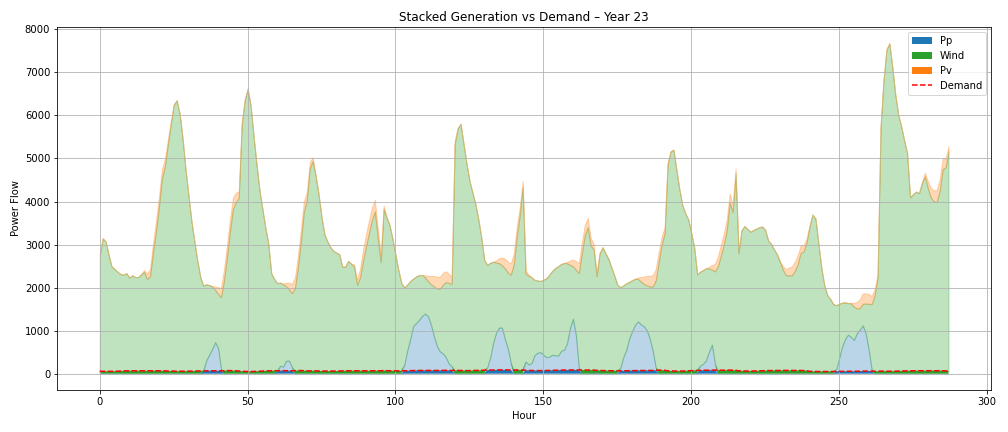 Stacked Generation vs Demand – Year 23
8000
7000
6000
5000
4000
3000
2000
1000
0
Power Flow
Pp
Wind
Pv
Demand
0 50 100 150 200 250 300
Hour